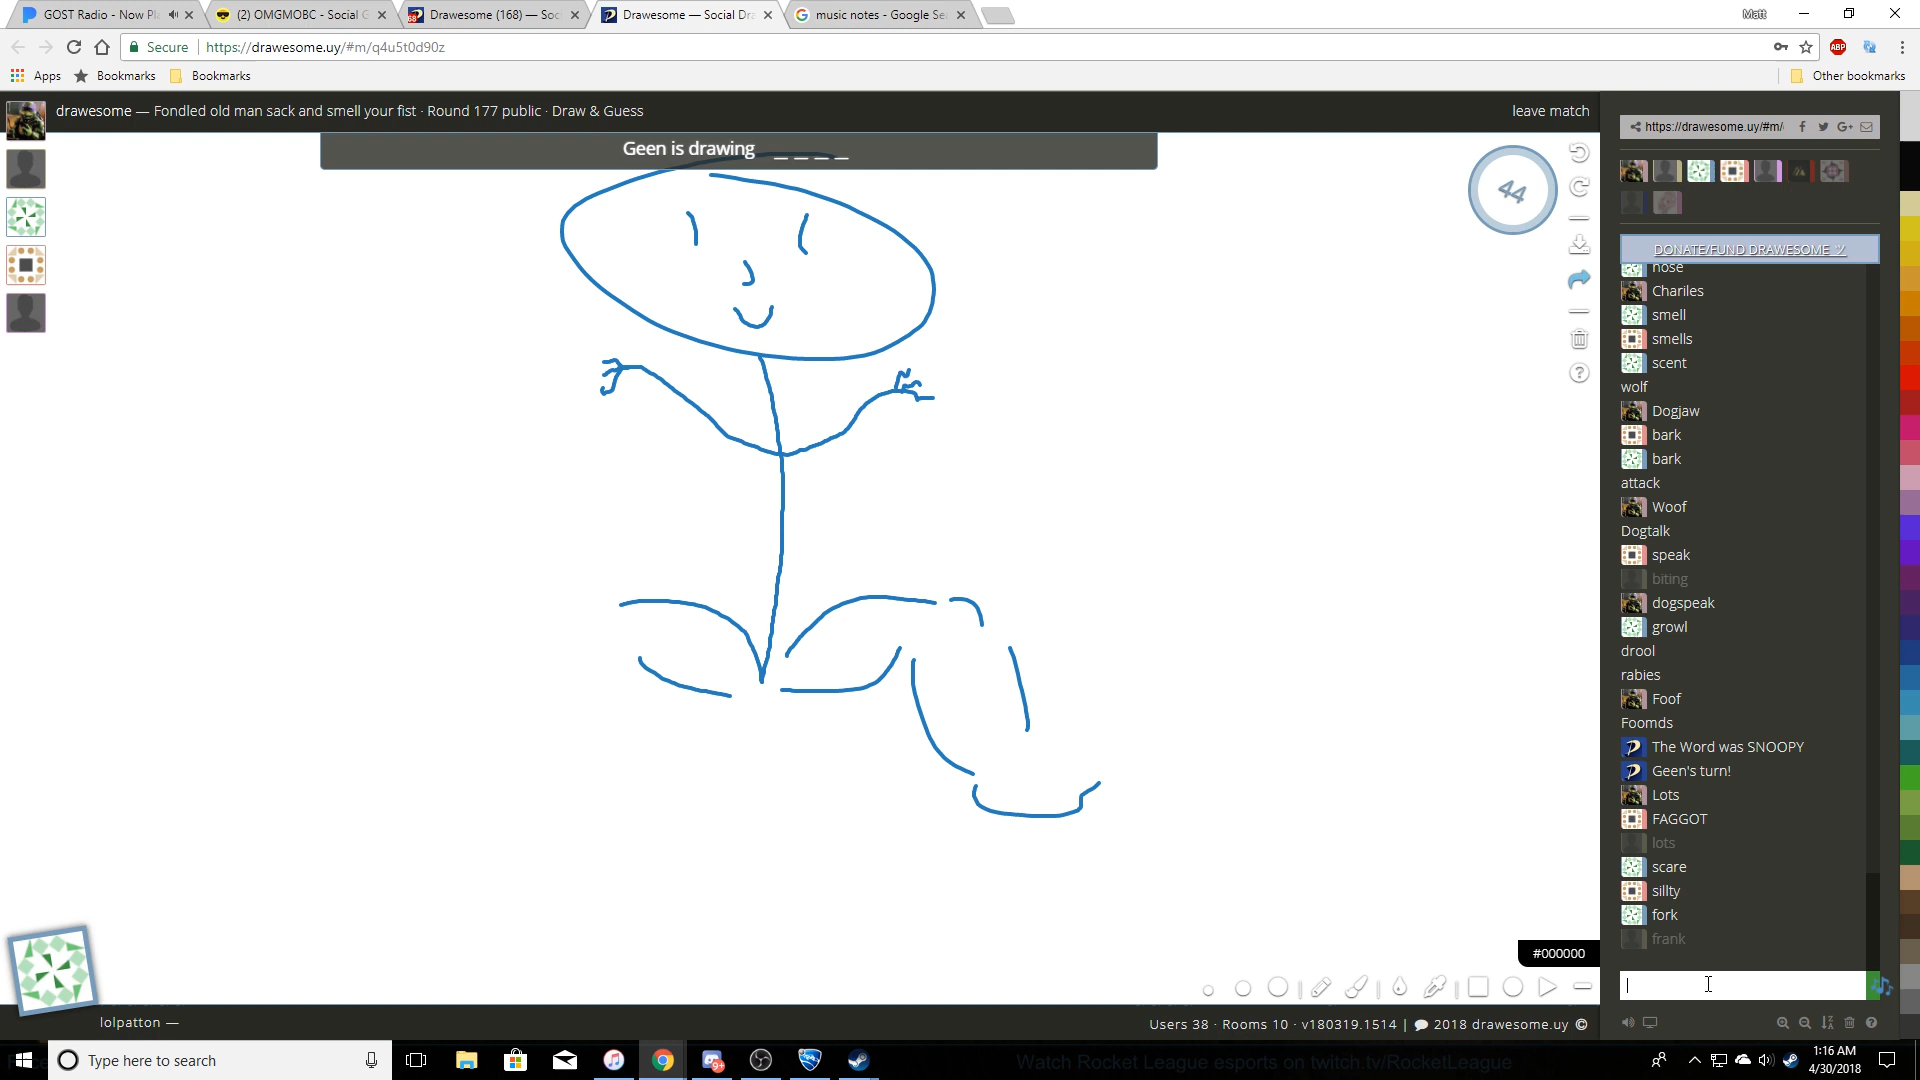 GOST Radio - Now Pl
(2) OMGMOBC - Social G
Drawesome (168) — Soc
Drawesome — Social Dra
music notes - Google Se
Matt
Secure
https://drawesome.uy/#m/q4u5t0d90z
ABP
Apps
Bookmarks
Bookmarks
Other bookmarks
drawesome — Fondled old man sack and smell your fist · Round 177 public · Draw & Guess
leave match
https://drawesome.uy/#m/
Geen is drawing _ _ _ _
44
DONATE/FUND DRAWESOME
nose
Chariles
smell
smells
scent
wolf
Dogjaw
bark
bark
attack
Woof
Dogtalk
speak
biting
dogspeak
growl
drool
rabies
Foof
Foomds
The Word was SNOOPY
Geen's turn!
Lots
FAGGOT
lots
scare
sillty
fork
frank
#000000
lolpatton —
Users 38 · Rooms 10 · v180319.1514 | 2018 drawesome.uy ©
Type here to search
Watch Rocket League esports on twitch.tv/RocketLeague
1:16 AM
4/30/2018